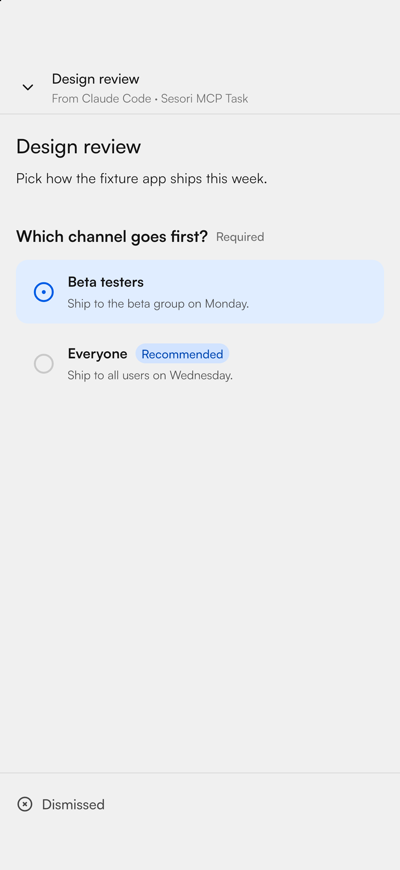 Design review
From Claude Code • Sesori MCP Task
Design review
Pick how the fixture app ships this week.
Which channel goes first? Required
Beta testers
Ship to the beta group on Monday.
Everyone Recommended
Ship to all users on Wednesday.
Dismissed